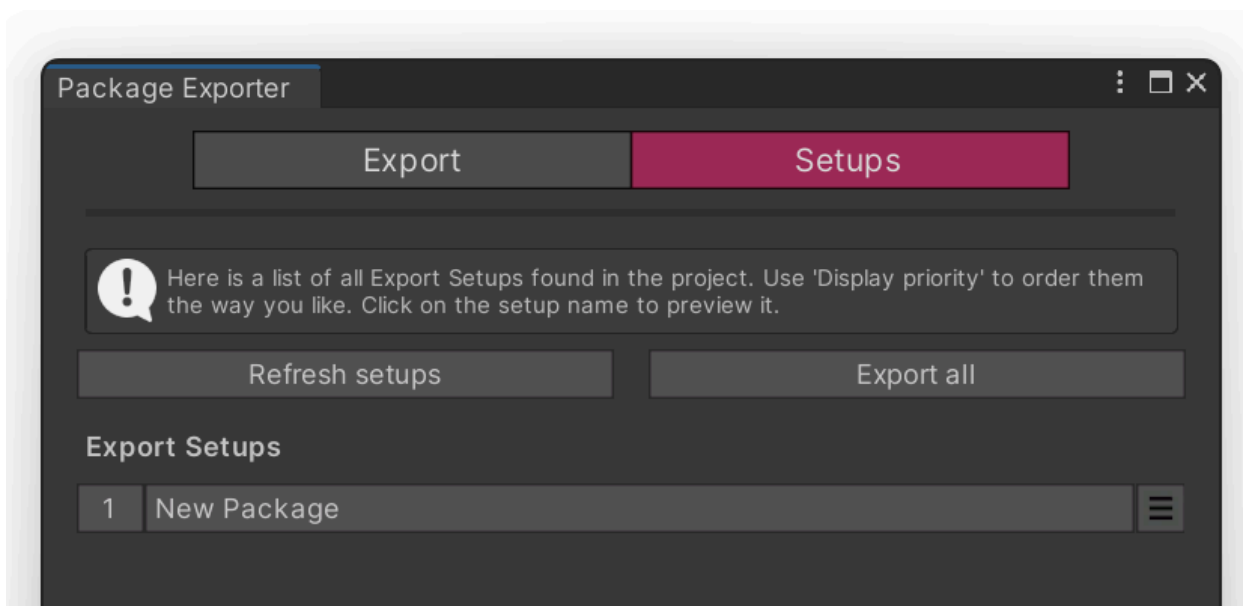 Package Exporter
Export
Setups
Here is a list of all Export Setups found in the project. Use 'Display priority' to order them
the way you like. Click on the setup name to preview it.
Refresh setups
Export all
Export Setups
1
New Package